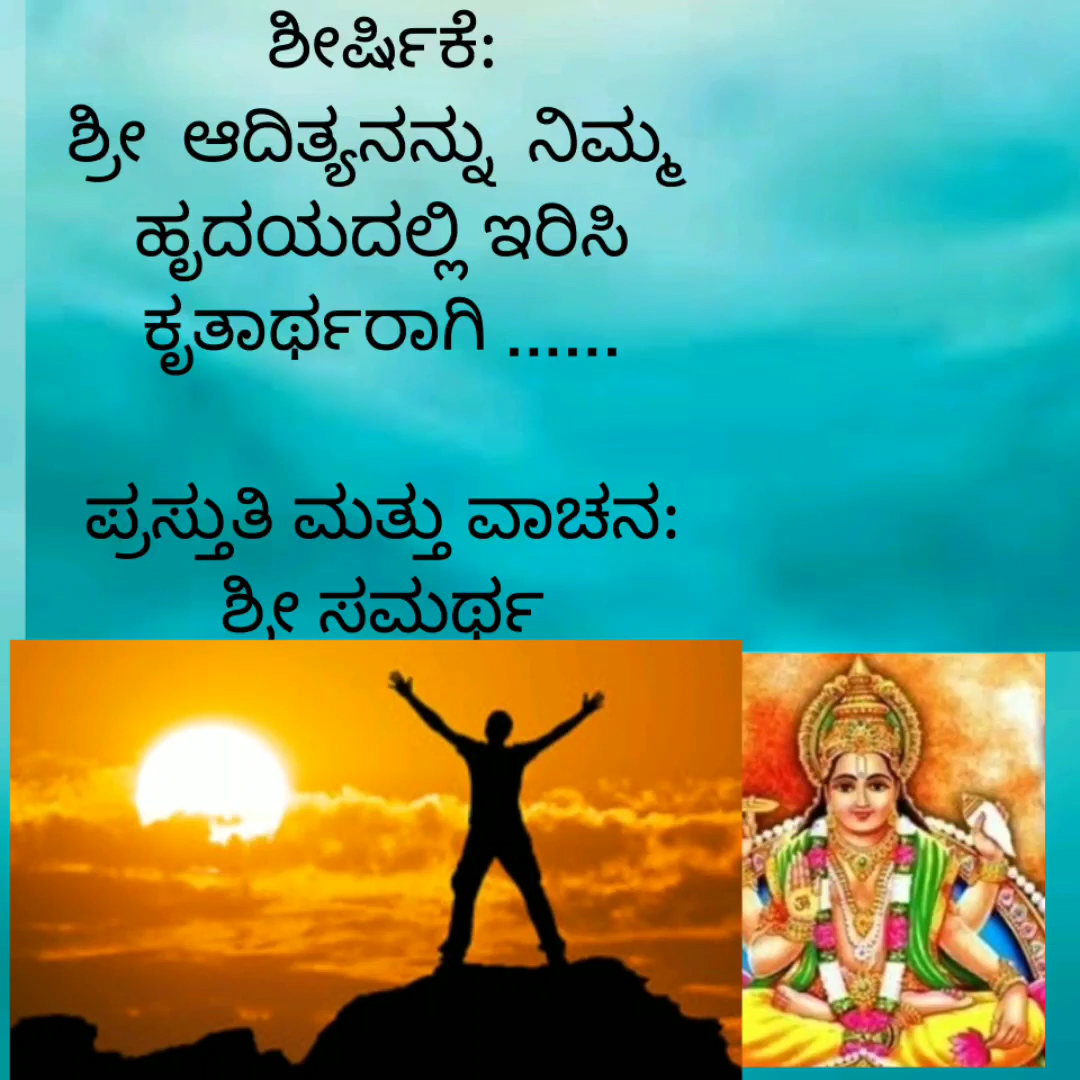 ಶೀರ್ಷಿಕೆ:
ಶ್ರೀ ಆದಿತ್ಯನನ್ನು ನಿಮ್ಮ
ಹೃದಯದಲ್ಲಿ ಇರಿಸಿ
ಕೃತಾರ್ಥರಾಗಿ ......
ಪ್ರಸ್ತುತಿ ಮತ್ತು ವಾಚನ:
ಶ್ರೀ ಸಮರ್ಥ